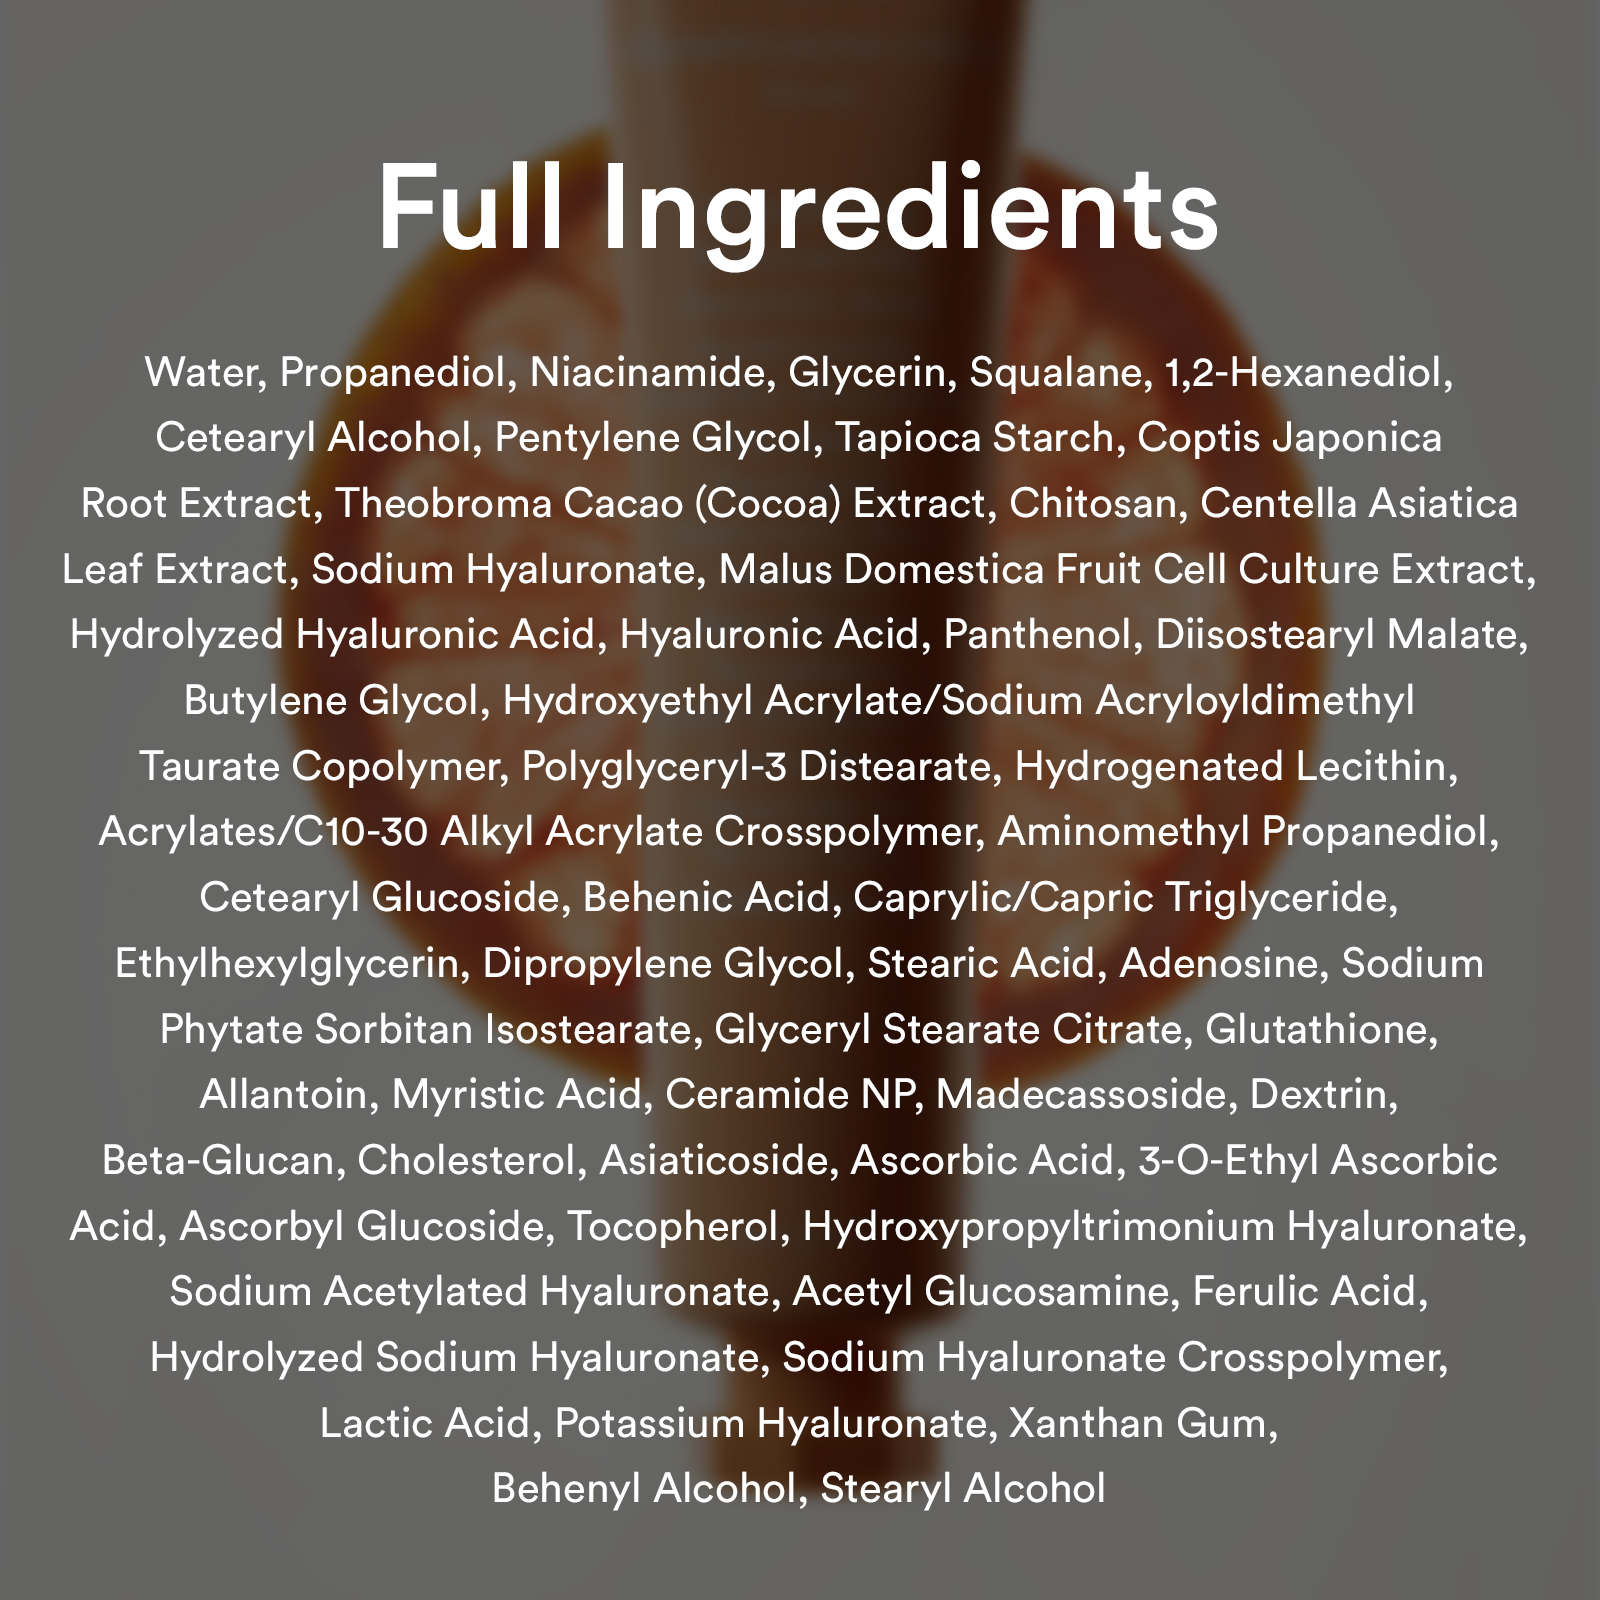 Full Ingredients
Water, Propanediol, Niacinamide, Glycerin, Squalane, 1,2-Hexanediol,
Cetearyl Alcohol, Pentylene Glycol, Tapioca Starch, Coptis Japonica
Root Extract, Theobroma Cacao (Cocoa) Extract, Chitosan, Centella Asiatica
Leaf Extract, Sodium Hyaluronate, Malus Domestica Fruit Cell Culture Extract,
Hydrolyzed Hyaluronic Acid, Hyaluronic Acid, Panthenol, Diisostearyl Malate,
Butylene Glycol, Hydroxyethyl Acrylate/Sodium Acryloyldimethyl
Taurate Copolymer, Polyglyceryl-3 Distearate, Hydrogenated Lecithin,
Acrylates/C10-30 Alkyl Acrylate Crosspolymer, Aminomethyl Propanediol,
Cetearyl Glucoside, Behenic Acid, Caprylic/Capric Triglyceride,
Ethylhexylglycerin, Dipropylene Glycol, Stearic Acid, Adenosine, Sodium
Phytate Sorbitan Isostearate, Glyceryl Stearate Citrate, Glutathione,
Allantoin, Myristic Acid, Ceramide NP, Madecassoside, Dextrin,
Beta-Glucan, Cholesterol, Asiaticoside, Ascorbic Acid, 3-O-Ethyl Ascorbic
Acid, Ascorbyl Glucoside, Tocopherol, Hydroxypropyltrimonium Hyaluronate,
Sodium Acetylated Hyaluronate, Acetyl Glucosamine, Ferulic Acid,
Hydrolyzed Sodium Hyaluronate, Sodium Hyaluronate Crosspolymer,
Lactic Acid, Potassium Hyaluronate, Xanthan Gum,
Behenyl Alcohol, Stearyl Alcohol